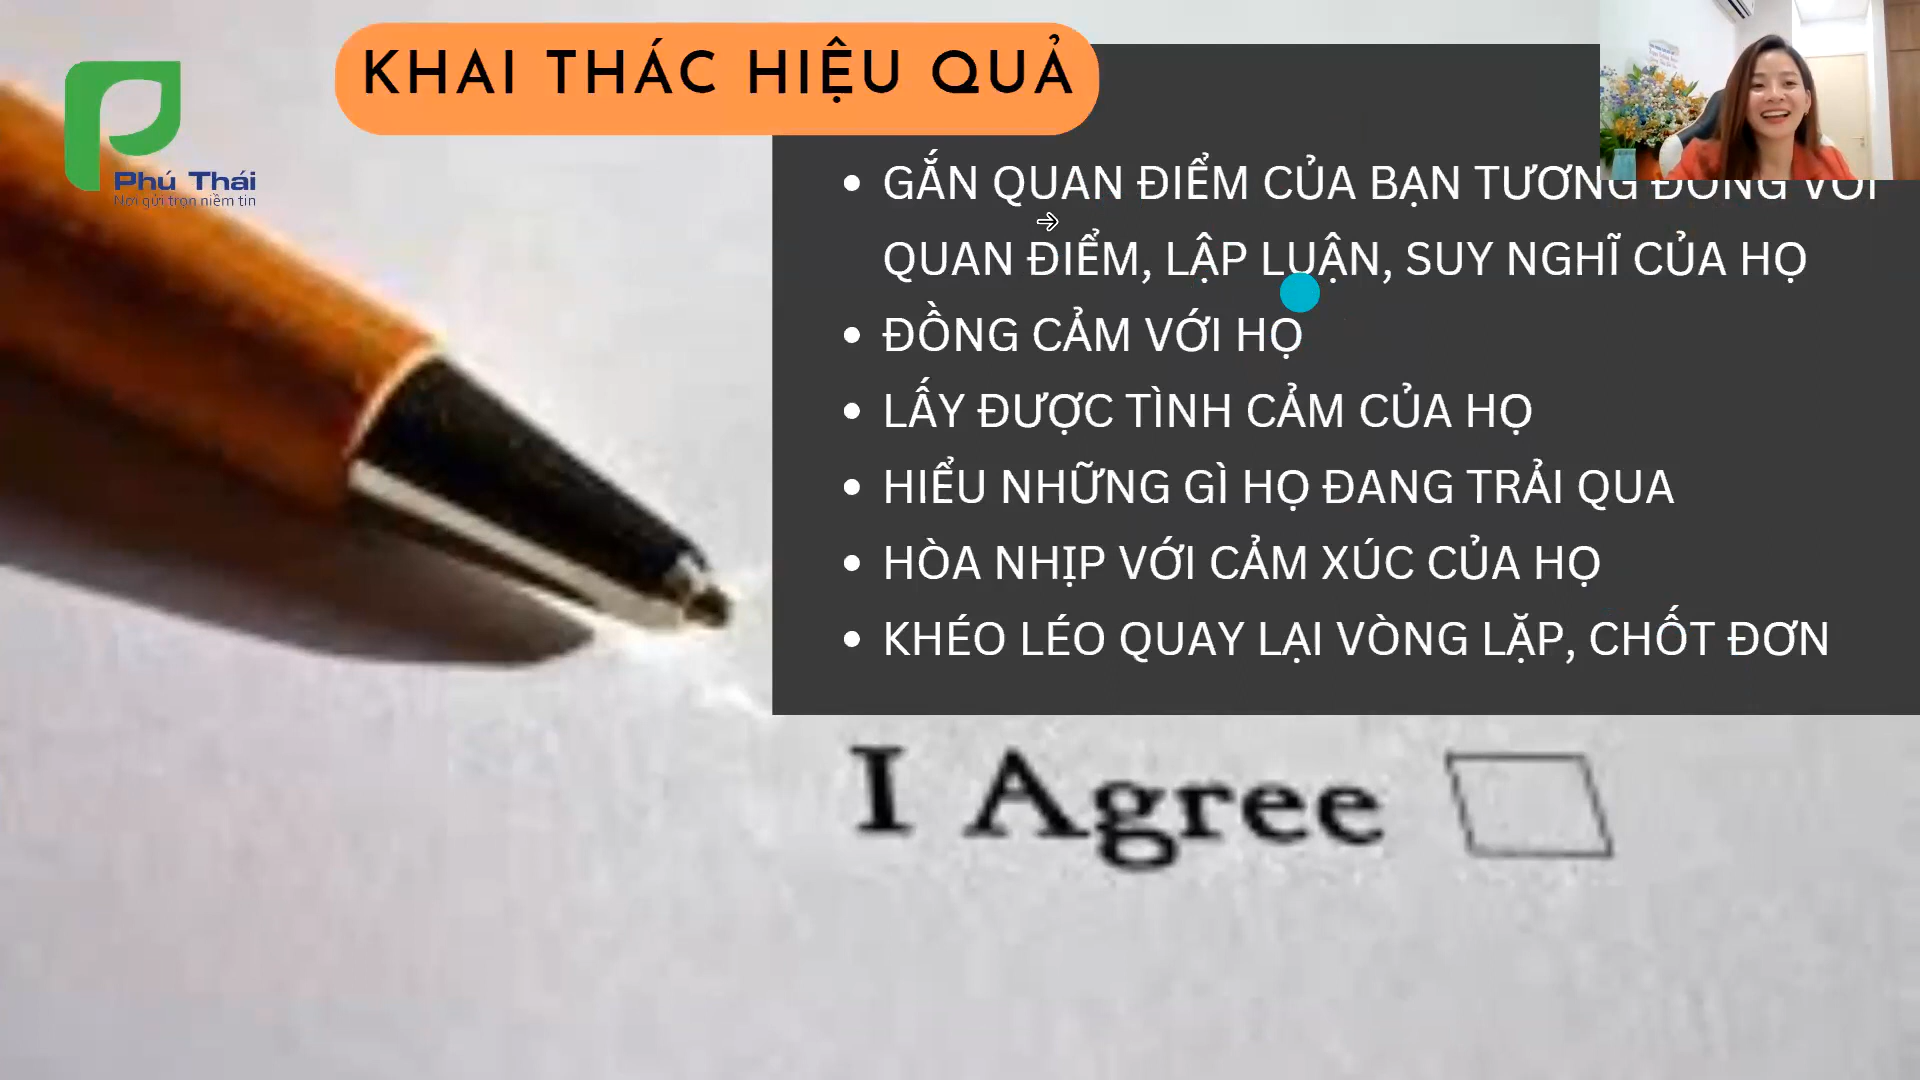 KHAI THÁC HIỆU QUẢ
Phú Thái
Nơi gửi trọn niềm tin
• GẮN QUAN ĐIỂM CỦA BẠN TƯƠNG ĐỒNG VỚI
QUAN ĐIỂM, LẬP LUẬN, SUY NGHĨ CỦA HỌ
• ĐỒNG CẢM VỚI HỌ
• LẤY ĐƯỢC TÌNH CẢM CỦA HỌ
• HIỂU NHỮNG GÌ HỌ ĐANG TRẢI QUA
• HÒA NHỊP VỚI CẢM XÚC CỦA HỌ
• KHÉO LÉO QUAY LẠI VÒNG LẶP, CHỐT ĐƠN
I Agree